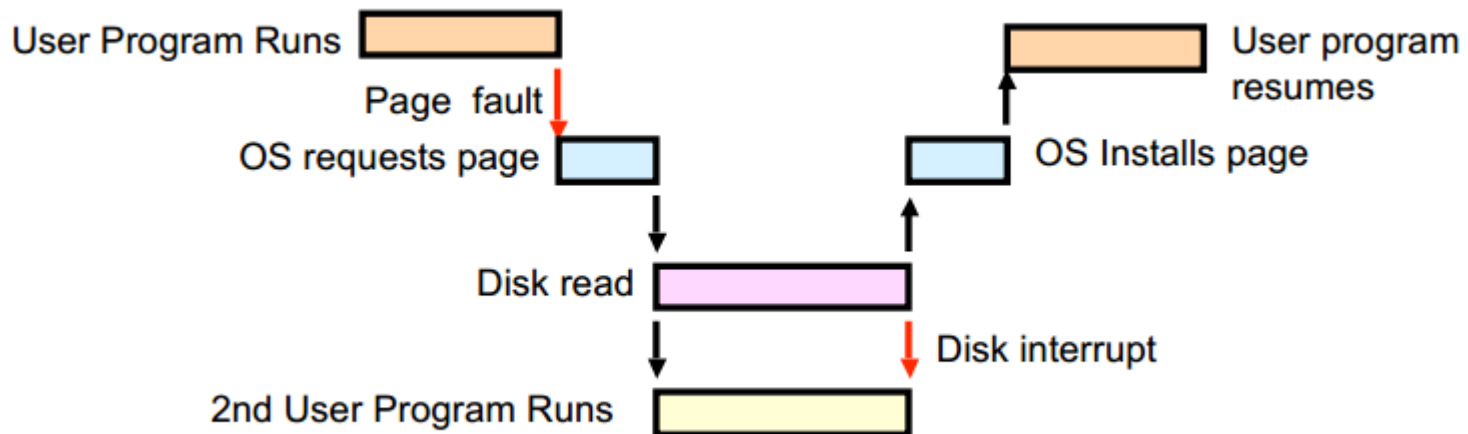 User Program Runs
User program
resumes
Page fault
OS requests page
OS Installs page
Disk read
Disk interrupt
2nd User Program Runs